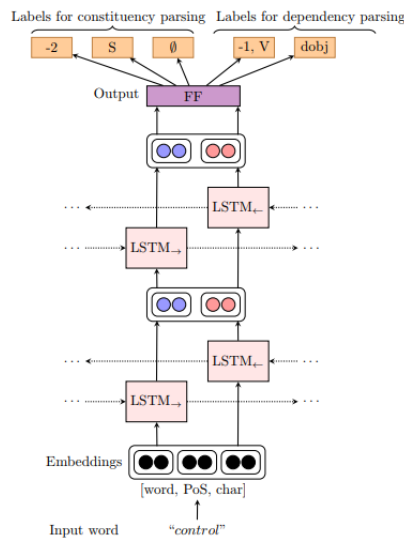 Labels for constituency parsing Labels for dependency parsing
-2 S ∅ -1, V dobj
Output FF
... LSTM← ...
... LSTM→ ...
... LSTM← ...
... LSTM→ ...
Embeddings
[word, PoS, char]
Input word "control"